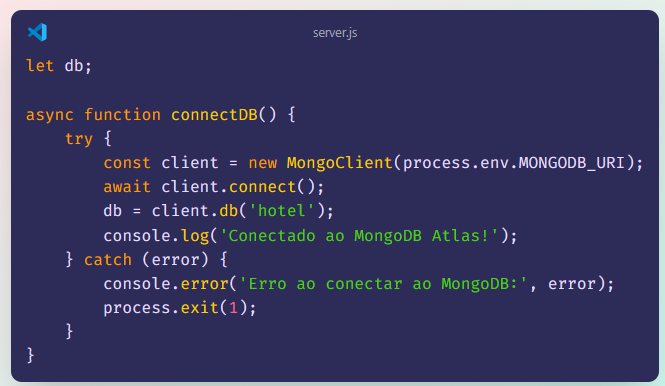 server.js
let db;
async function connectDB() {
    try {
        const client = new MongoClient(process.env.MONGODB_URI);
        await client.connect();
        db = client.db('hotel');
        console.log('Conectado ao MongoDB Atlas!');
    } catch (error) {
        console.error('Erro ao conectar ao MongoDB:', error);
        process.exit(1);
    }
}